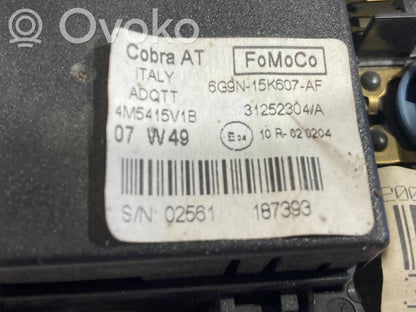 Ovoko
Cobra AT FoMoCo
ITALY 6G9N-15K607-AF
ADQTT
4M5415V1B 31252304/A
07 W49 E24 10 R-020204
S/N: 02561 187393